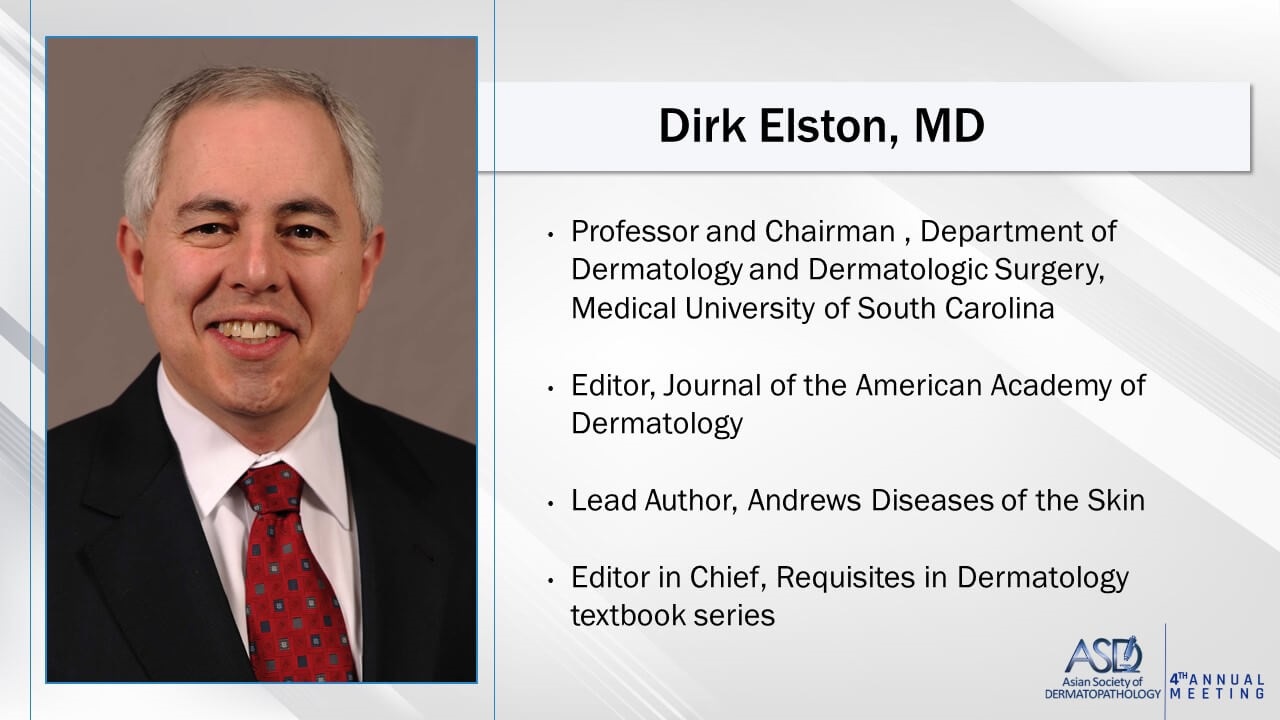 Dirk Elston, MD
• Professor and Chairman , Department of
Dermatology and Dermatologic Surgery,
Medical University of South Carolina
• Editor, Journal of the American Academy of
Dermatology
• Lead Author, Andrews Diseases of the Skin
• Editor in Chief, Requisites in Dermatology
textbook series
ASD
Asian Society of
DERMATOPATHOLOGY
4TH ANNUAL
MEETING